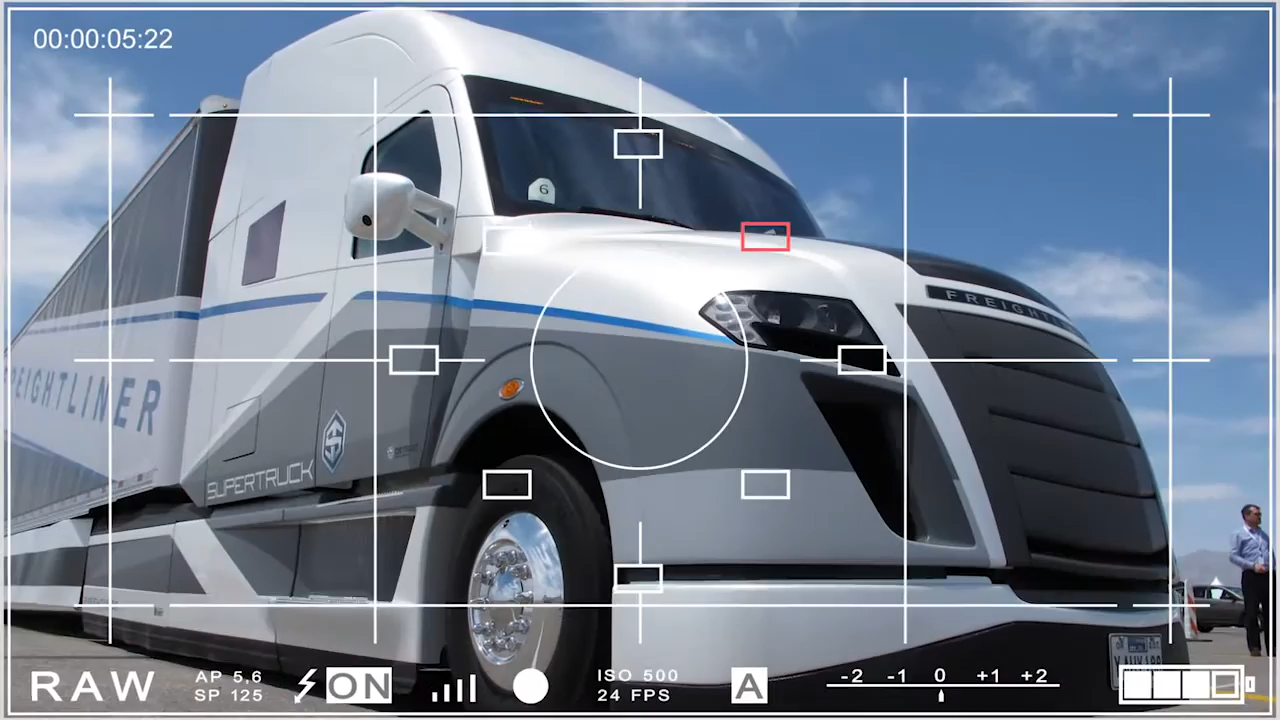 00:00:05:22
6
FREIGHTL
FREIGHTLINER
SUPERTRUCK
RAW
AP 5,6
SP 125
ON
ISO 500
24 FPS
A
-2 -1 0 +1 +2